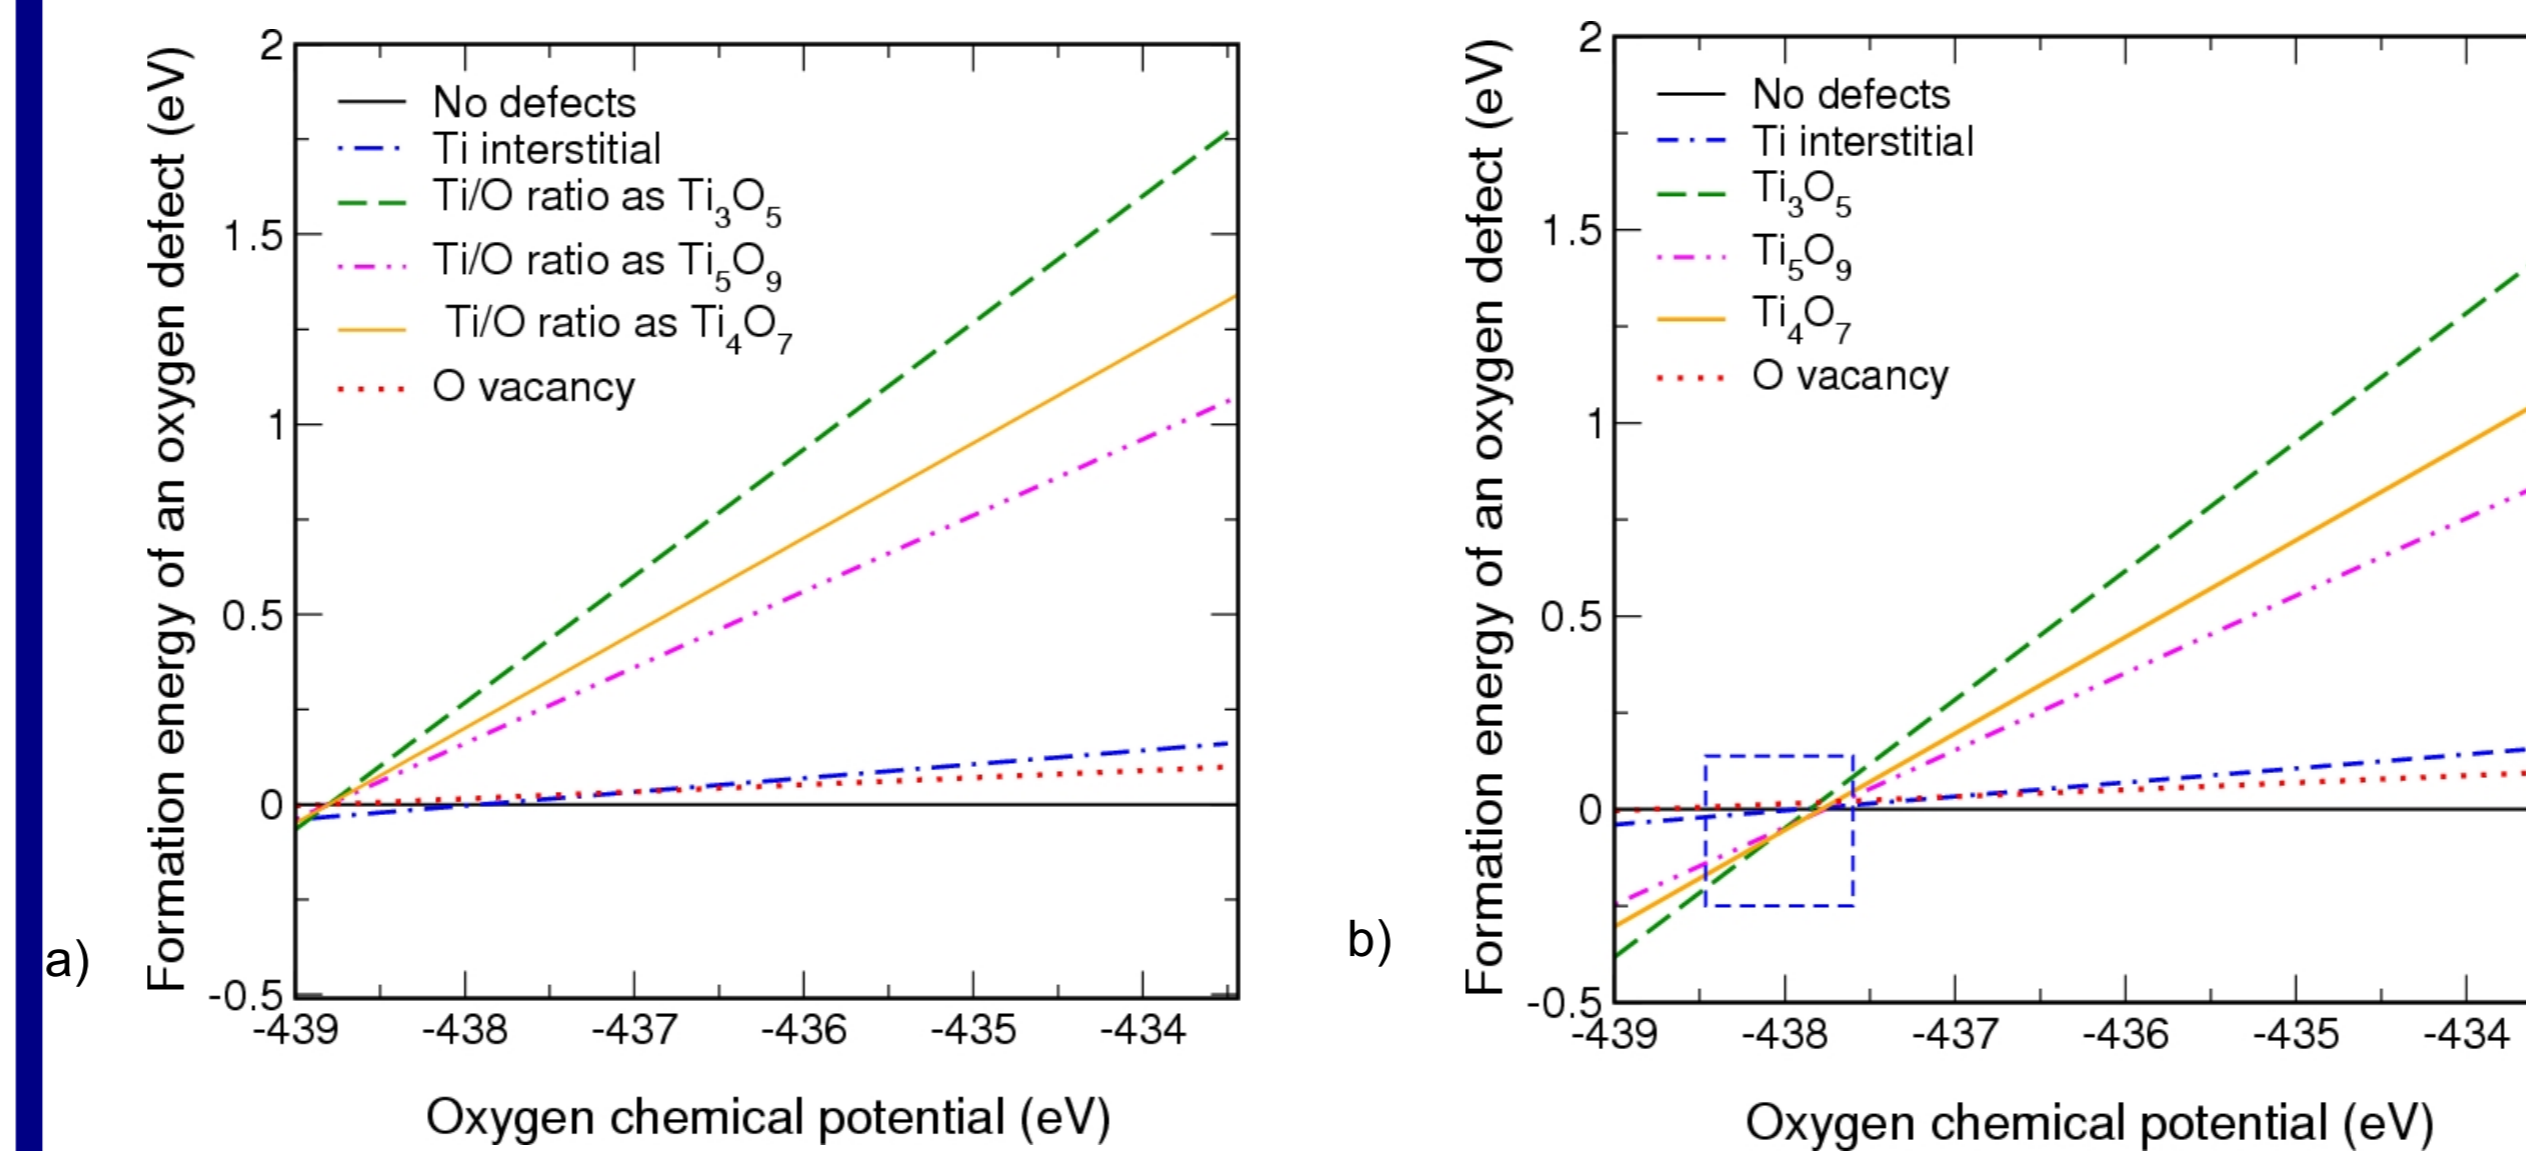 Formation energy of an oxygen defect (eV)
2
1.5
1
0.5
0
-0.5
No defects
Ti interstitial
Ti/O ratio as Ti₃O₅
Ti/O ratio as Ti₅O₉
Ti/O ratio as Ti₄O₇
O vacancy
a)
-439 -438 -437 -436 -435 -434
Oxygen chemical potential (eV)
Formation energy of an oxygen defect (eV)
2
1.5
1
0.5
0
-0.5
No defects
Ti interstitial
Ti₃O₅
Ti₅O₉
Ti₄O₇
O vacancy
b)
-439 -438 -437 -436 -435 -434
Oxygen chemical potential (eV)